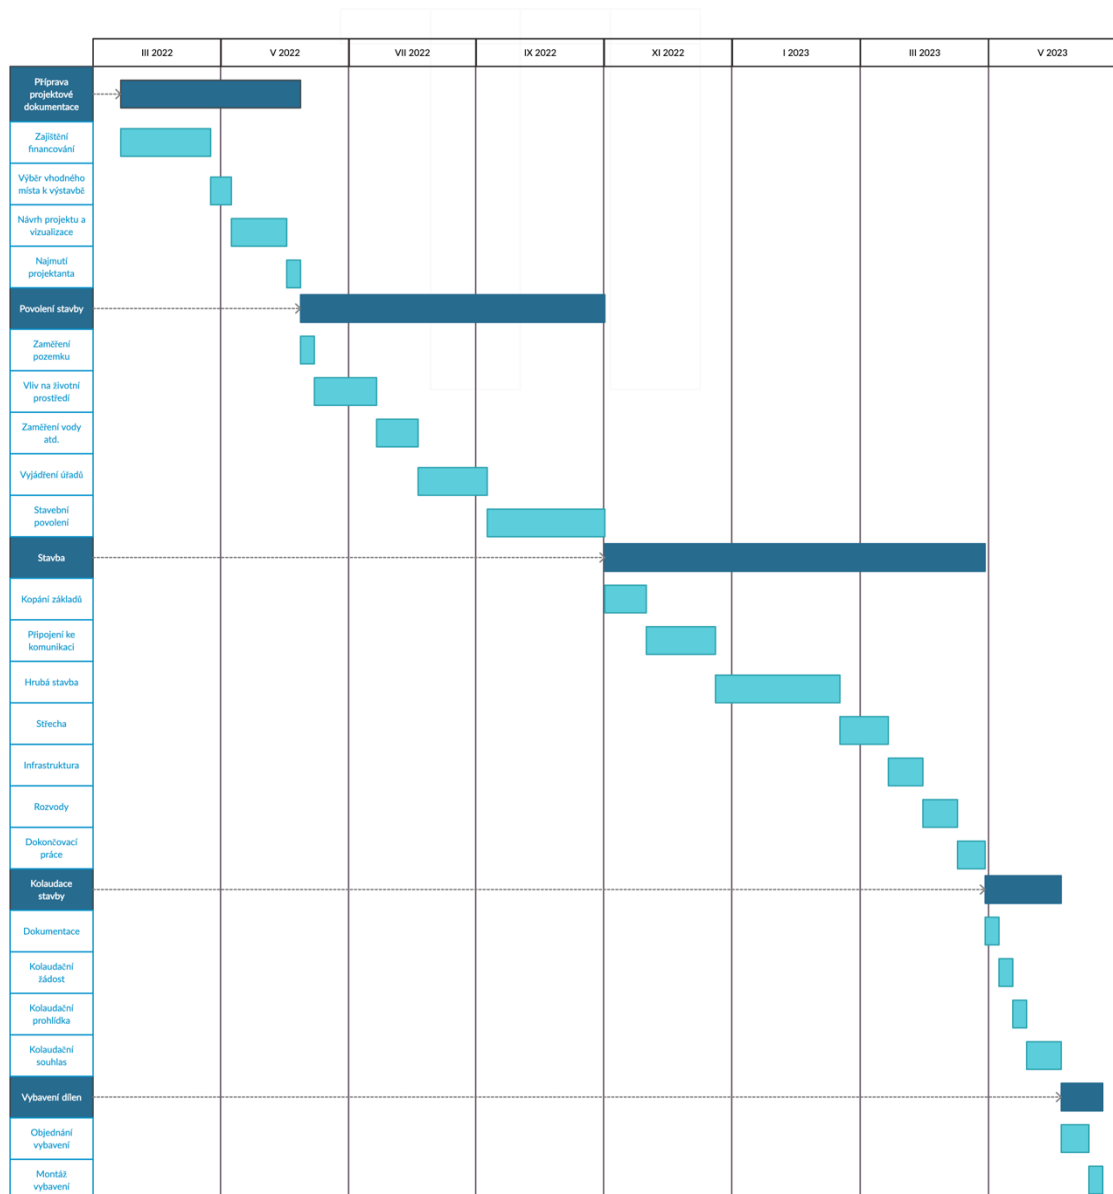 III 2022
V 2022
VII 2022
IX 2022
XI 2022
I 2023
III 2023
V 2023
Příprava
projektové
dokumentace
Zajištění
financování
Výběr vhodného
místa k výstavbě
Návrh projektu a
vizualizace
Najmutí
projektanta
Povolení stavby
Zaměření
pozemku
Vliv na životní
prostředí
Zaměření vody
atd.
Vyjádření úřadů
Stavební
povolení
Stavba
Kopání základů
Připojení ke
komunikaci
Hrubá stavba
Střecha
Infrastruktura
Rozvody
Dokončovací
práce
Kolaudace
stavby
Dokumentace
Kolaudační
žádost
Kolaudační
prohlídka
Kolaudační
souhlas
Vybavení dílen
Objednání
vybavení
Montáž
vybavení